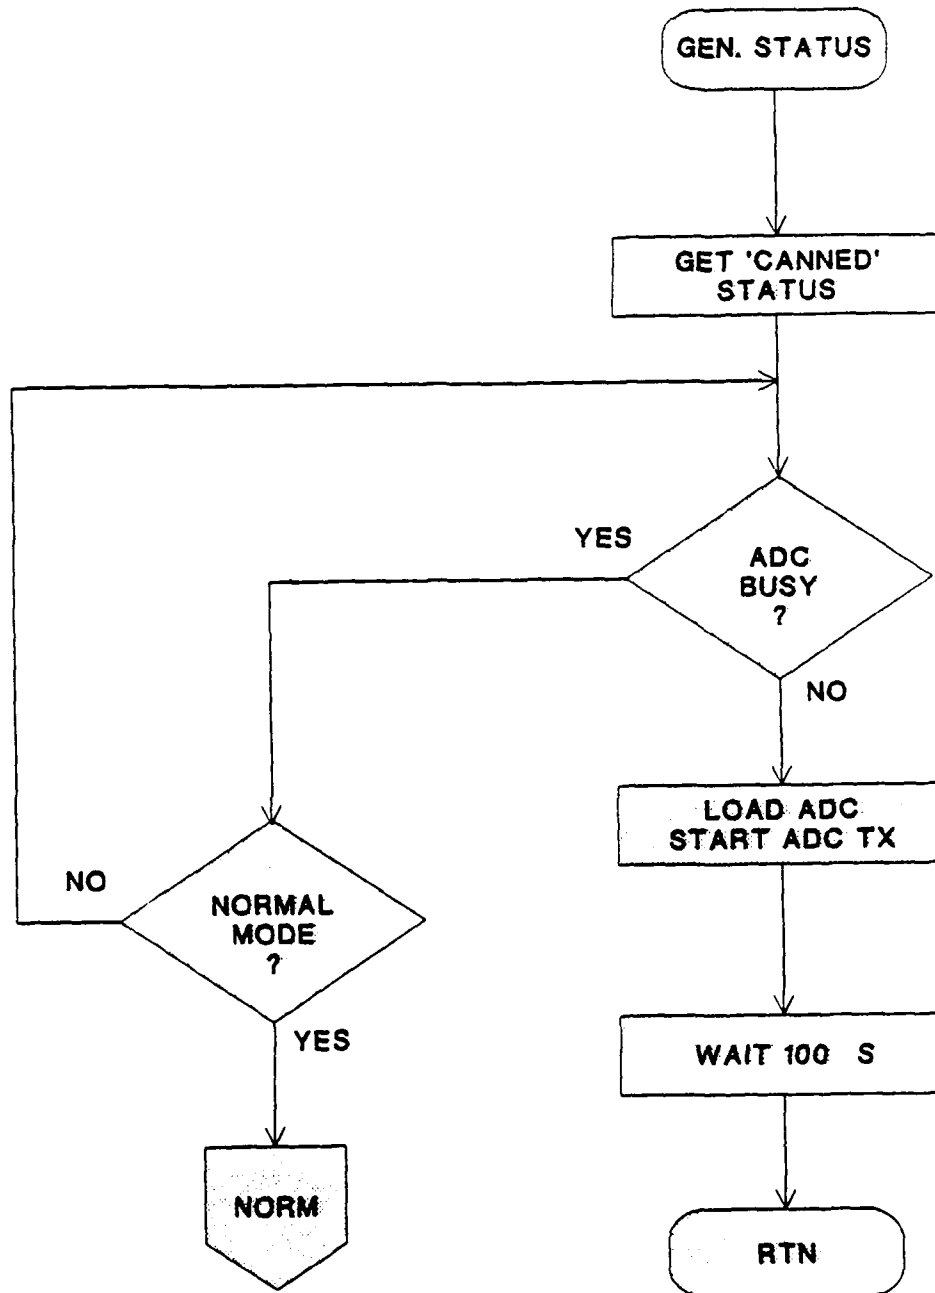 GEN. STATUS
GET 'CANNED'
STATUS
YES
ADC
BUSY
?
NO
LOAD ADC
START ADC TX
NO
NORMAL
MODE
?
YES
WAIT 100 S
NORM
RTN